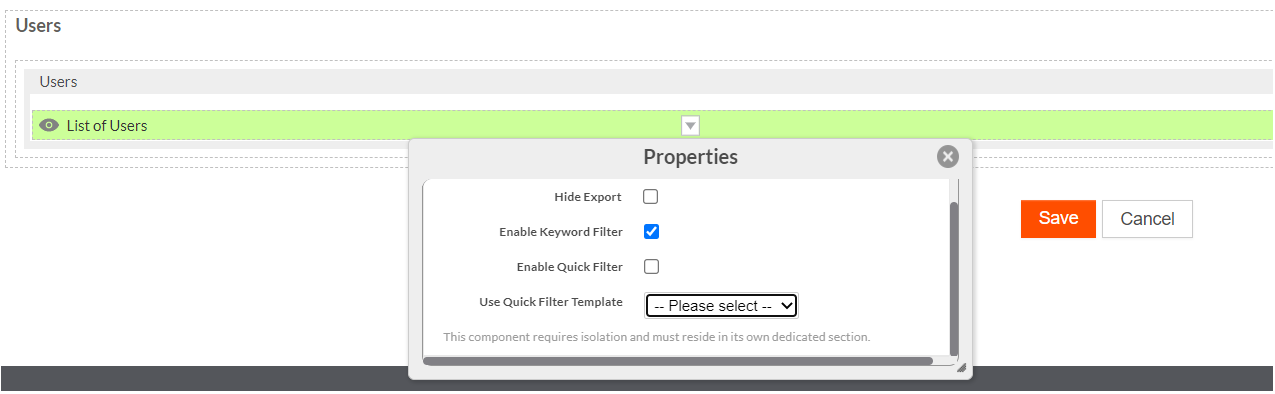 Users
Users
List of Users
Properties
Hide Export
Enable Keyword Filter
Enable Quick Filter
Use Quick Filter Template
-- Please select --
This component requires isolation and must reside in its own dedicated section.
Save
Cancel